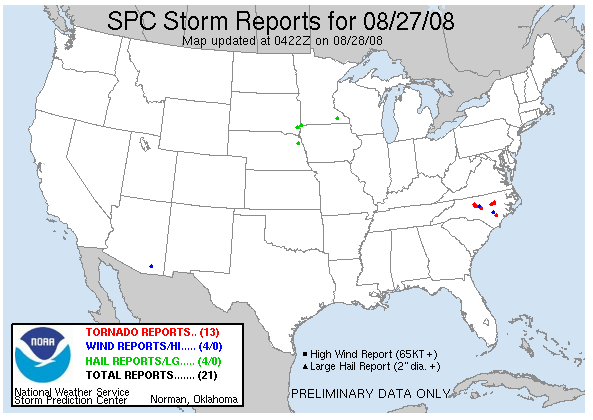 SPC Storm Reports for 08/27/08
Map updated at 0422Z on 08/28/08
TORNADO REPORTS.. (13)
WIND REPORTS/HI..... (4/0)
HAIL REPORTS/LG..... (4/0)
TOTAL REPORTS....... (21)
NOAA
National Weather Service
Storm Prediction Center Norman, Oklahoma
High Wind Report (65KT +)
Large Hail Report (2" dia. +)
PRELIMINARY DATA ONLY